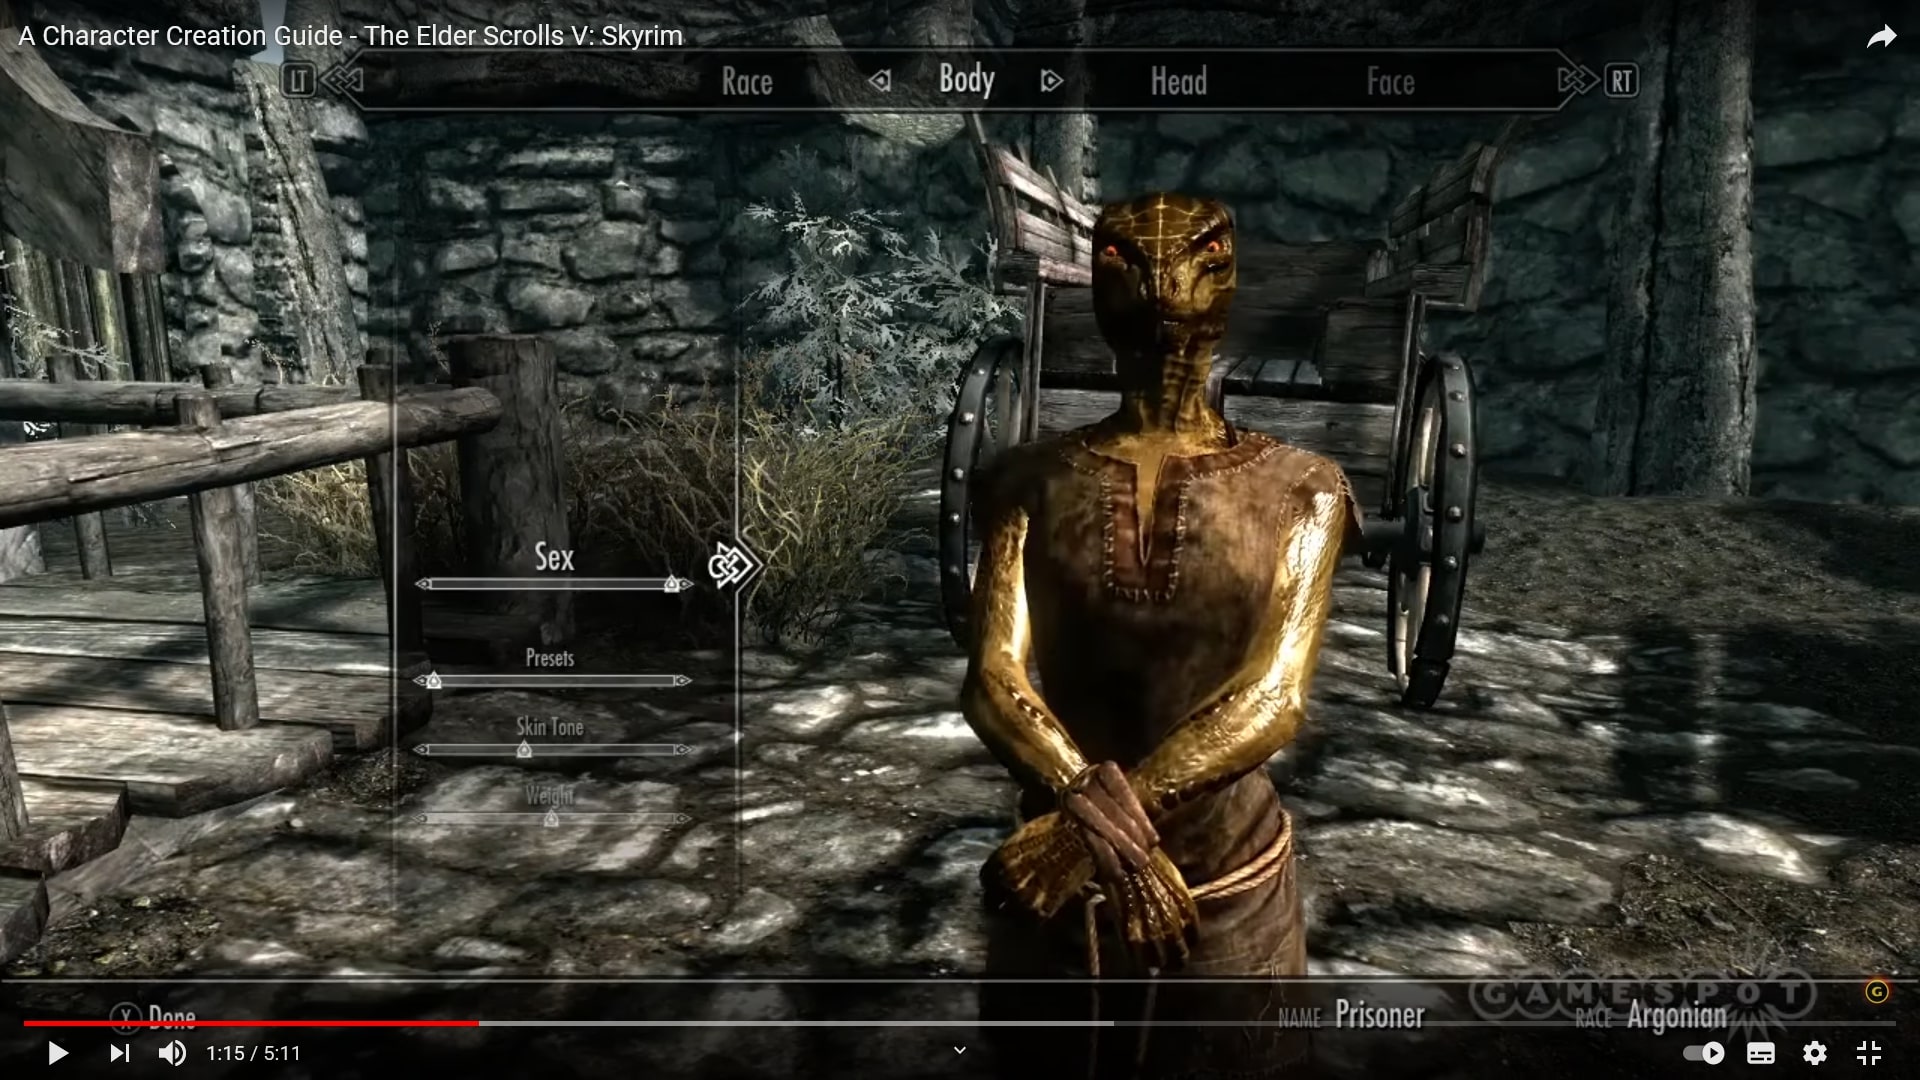 A Character Creation Guide - The Elder Scrolls V: Skyrim
LT Race Body Head Face RT
Sex
Presets
Skin Tone
Weight
GAMESPOT
G
X Done
NAME Prisoner RACE Argonian
1:15 / 5:11